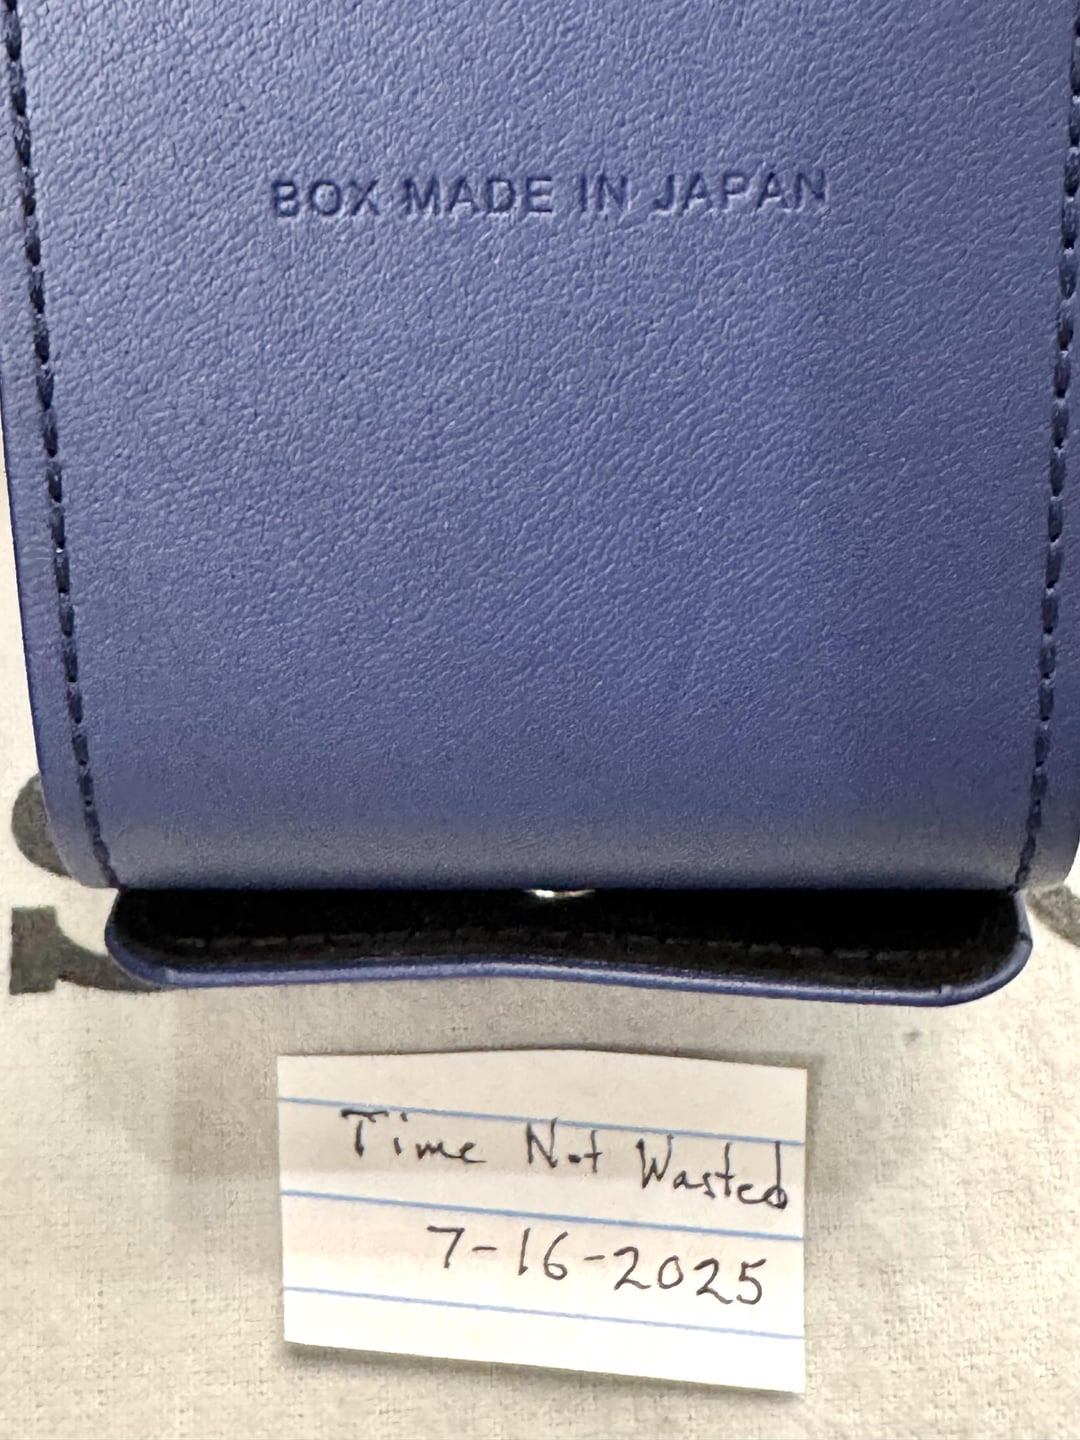 BOX MADE IN JAPAN
Time Not Wasted
7-16-2025